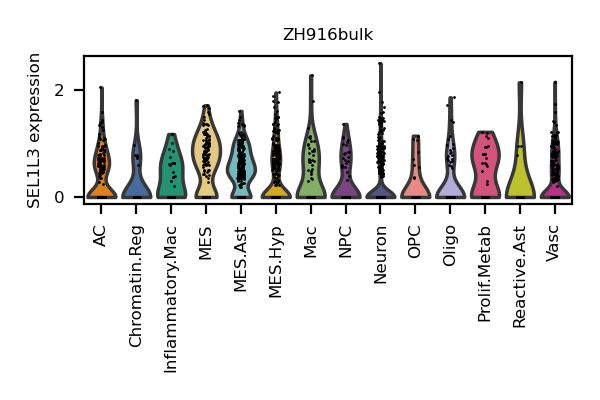 ZH916bulk
SEL1L3 expression
2
0
AC
Chromatin.Reg
Inflammatory.Mac
MES
MES.Ast
MES.Hyp
Mac
NPC
Neuron
OPC
Oligo
Prolif.Metab
Reactive.Ast
Vasc